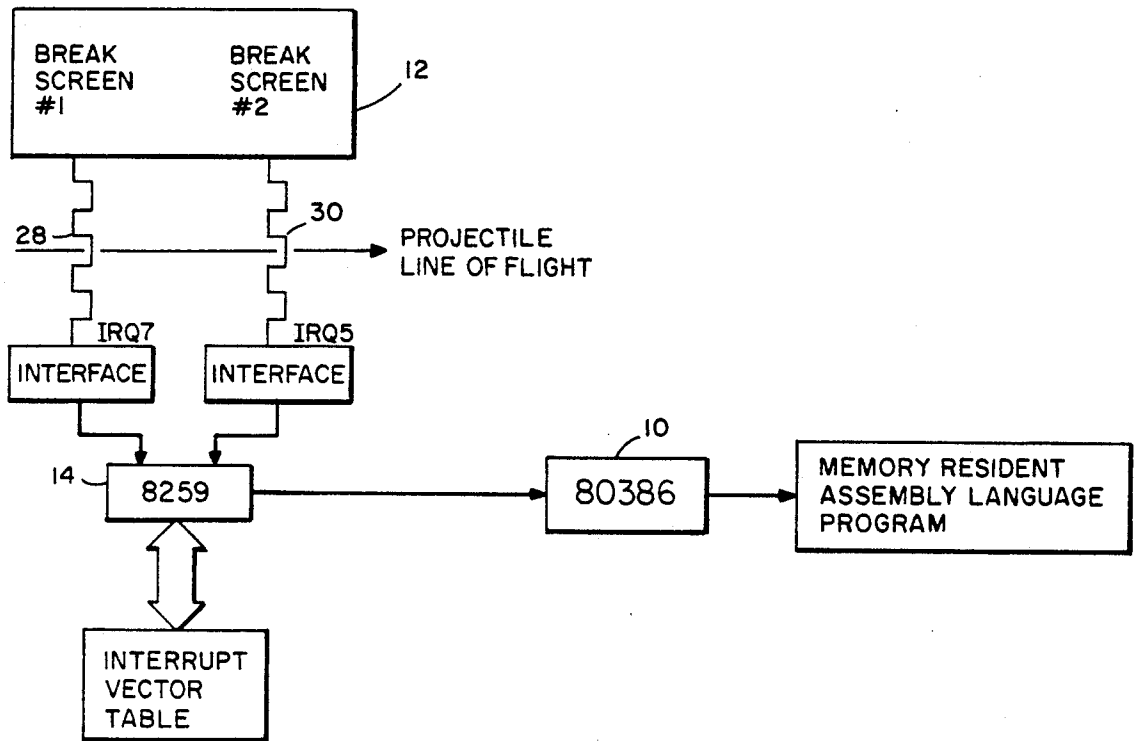 BREAK
SCREEN
#1
BREAK
SCREEN
#2
12
28
30
PROJECTILE
LINE OF FLIGHT
IRQ7
IRQ5
INTERFACE
INTERFACE
14
8259
10
80386
MEMORY RESIDENT
ASSEMBLY LANGUAGE
PROGRAM
INTERRUPT
VECTOR
TABLE